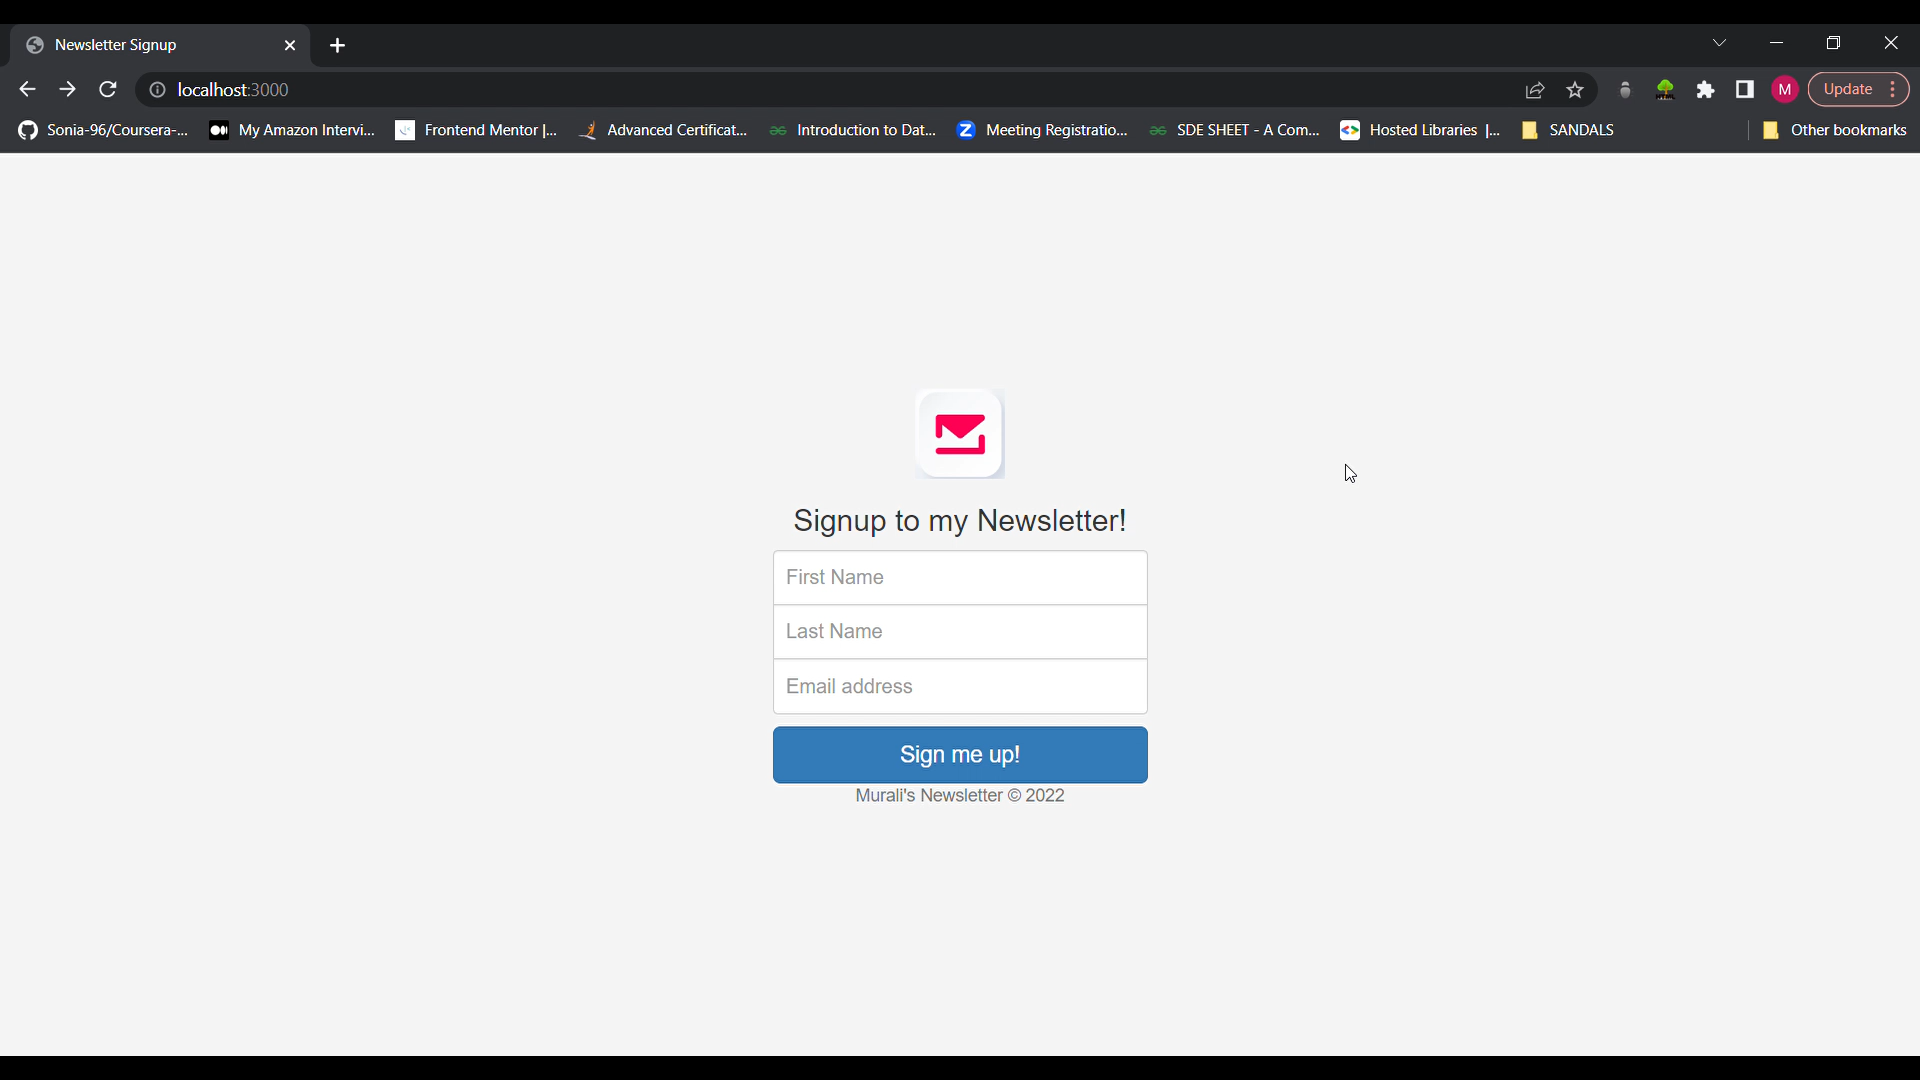 Newsletter Signup
localhost:3000
M
Update
Sonia-96/Coursera-...
My Amazon Intervi...
Frontend Mentor |...
Advanced Certificat...
Introduction to Dat...
Meeting Registratio...
SDE SHEET - A Com...
Hosted Libraries |...
SANDALS
Other bookmarks
Signup to my Newsletter!
First Name
Last Name
Email address
Sign me up!
Murali's Newsletter © 2022